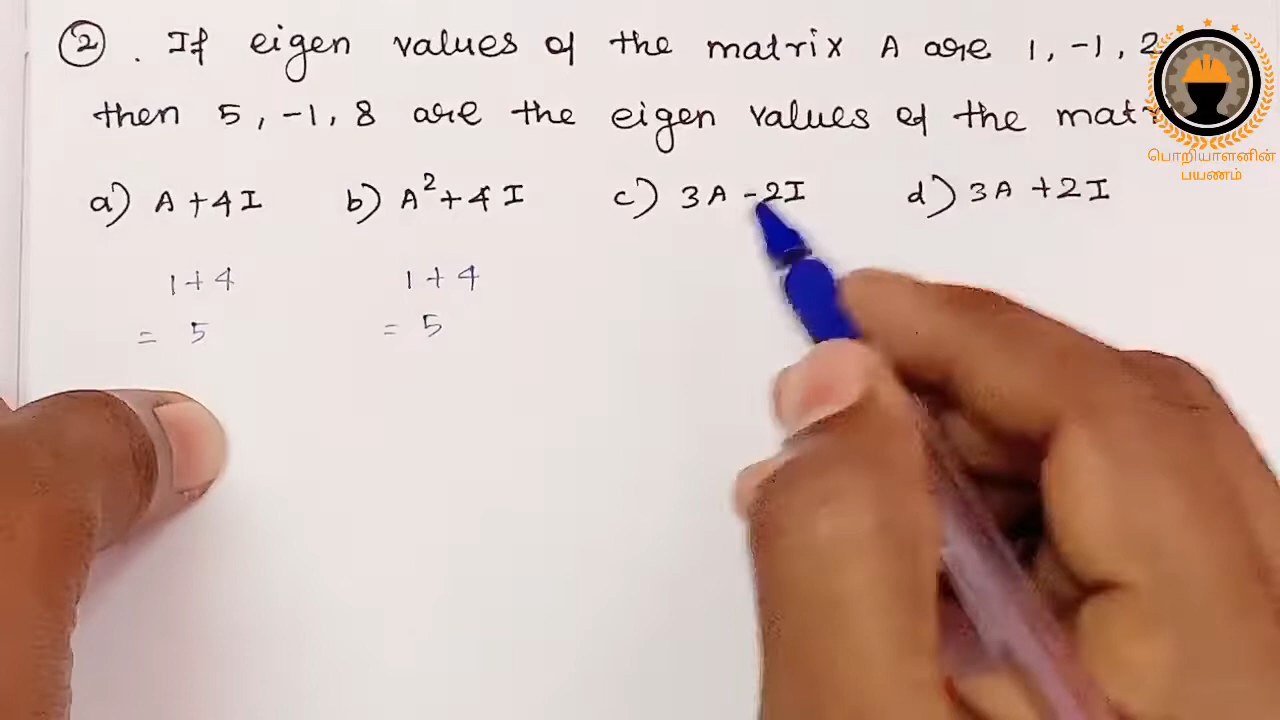 2 . If eigen values of the matrix A are 1, -1, 2
then 5, -1, 8 are the eigen values of the
a) A+4I b) A²+4I c) 3A-2I d) 3A+2I
1+4 1+4
= 5 = 5
பொறியாளனின்
பயணம்